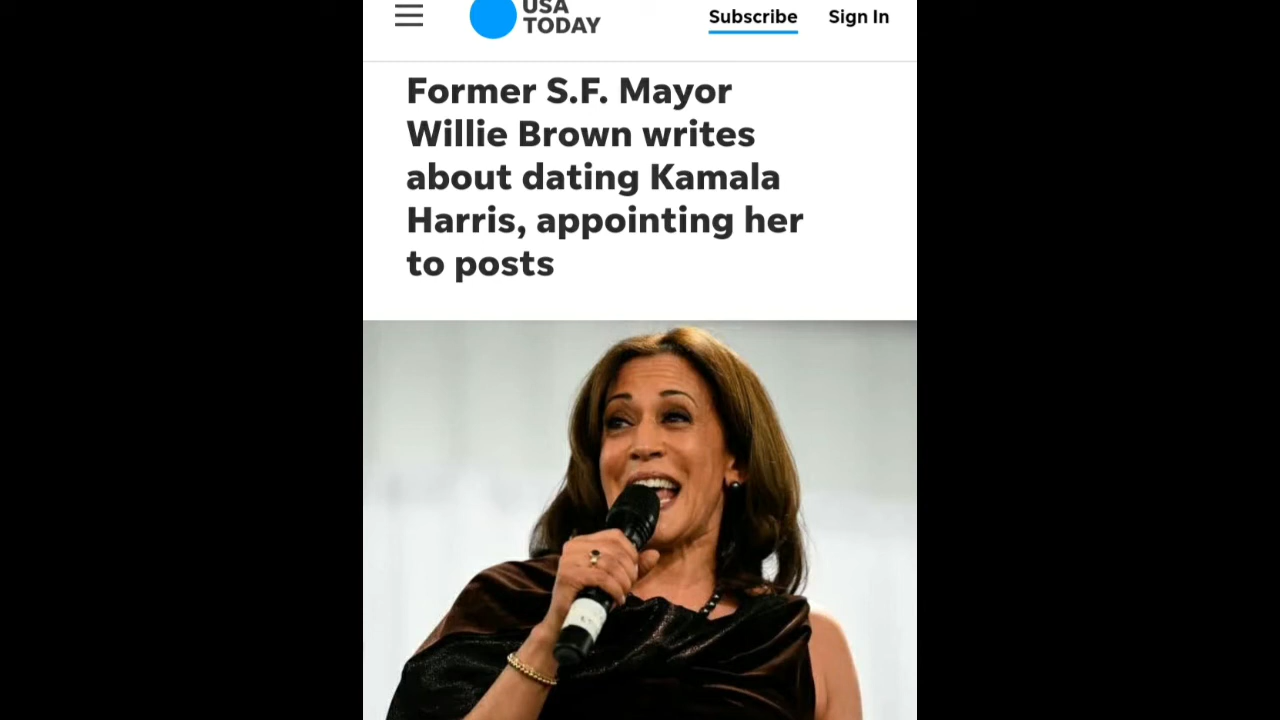 USA
TODAY
Subscribe
Sign In
Former S.F. Mayor
Willie Brown writes
about dating Kamala
Harris, appointing her
to posts